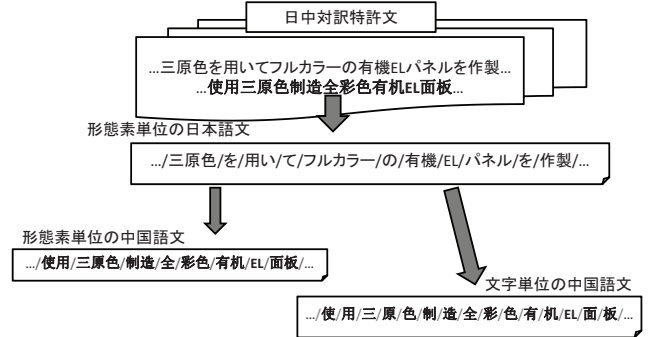 日中対訳特許文
...三原色を用いてフルカラーの有機ELパネルを作製...
...使用三原色制造全彩色有机EL面板...
形態素単位の日本語文
.../三原色/を/用い/て/フルカラー/の/有機/EL/パネル/を/作製/...
形態素単位の中国語文
.../使用/三原色/制造/全/彩色/有机/EL/面板/...
文字単位の中国語文
.../使/用/三/原/色/制/造/全/彩/色/有/机/EL/面/板/...